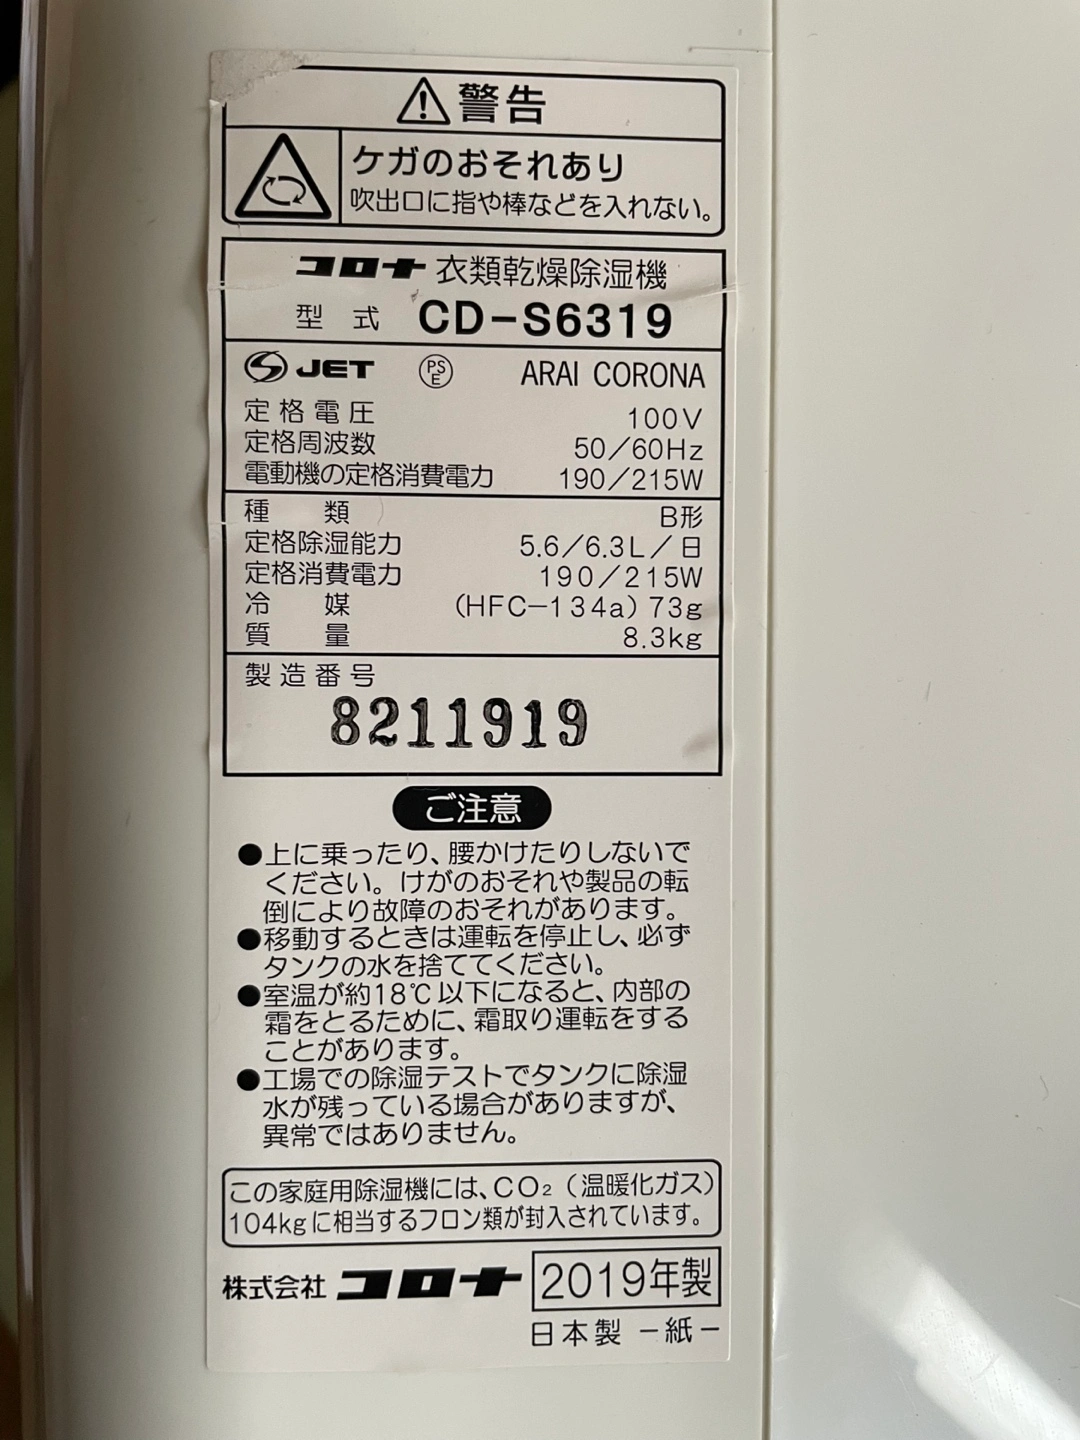 警告
ケガのおそれあり
吹出口に指や棒などを入れない。
コロナ 衣類乾燥除湿機
型式 CD-S6319
JET PSE ARAI CORONA
定格電圧 100V
定格周波数 50/60Hz
電動機の定格消費電力 190/215W
種類 B形
定格除湿能力 5.6/6.3L/日
定格消費電力 190/215W
冷媒 (HFC-134a) 73g
質量 8.3kg
製造番号
8211919
ご注意
●上に乗ったり、腰かけたりしないで
ください。けがのおそれや製品の転
倒により故障のおそれがあります。
●移動するときは運転を停止し、必ず
タンクの水を捨ててください。
●室温が約18℃以下になると、内部の
霜をとるために、霜取り運転をする
ことがあります。
●工場での除湿テストでタンクに除湿
水が残っている場合がありますが、
異常ではありません。
この家庭用除湿機には、CO₂(温暖化ガス)
104kgに相当するフロン類が封入されています。
株式会社 コロナ 2019年製
日本製 -紙-